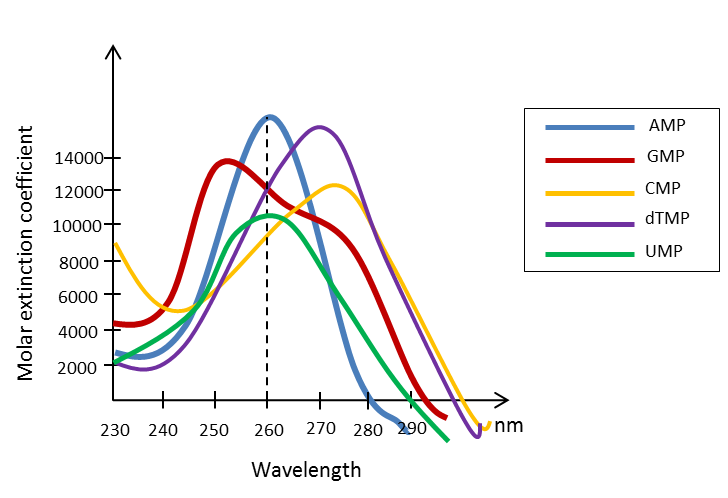 Molar extinction coefficient
14000
12000
10000
8000
6000
4000
2000
230 240 250 260 270 280 290 nm
Wavelength
AMP
GMP
CMP
dTMP
UMP